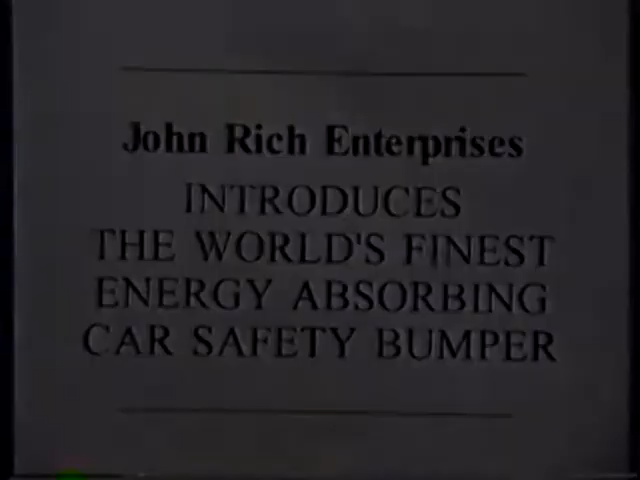 John Rich Enterprises
INTRODUCES
THE WORLD'S FINEST
ENERGY ABSORBING
CAR SAFETY BUMPER